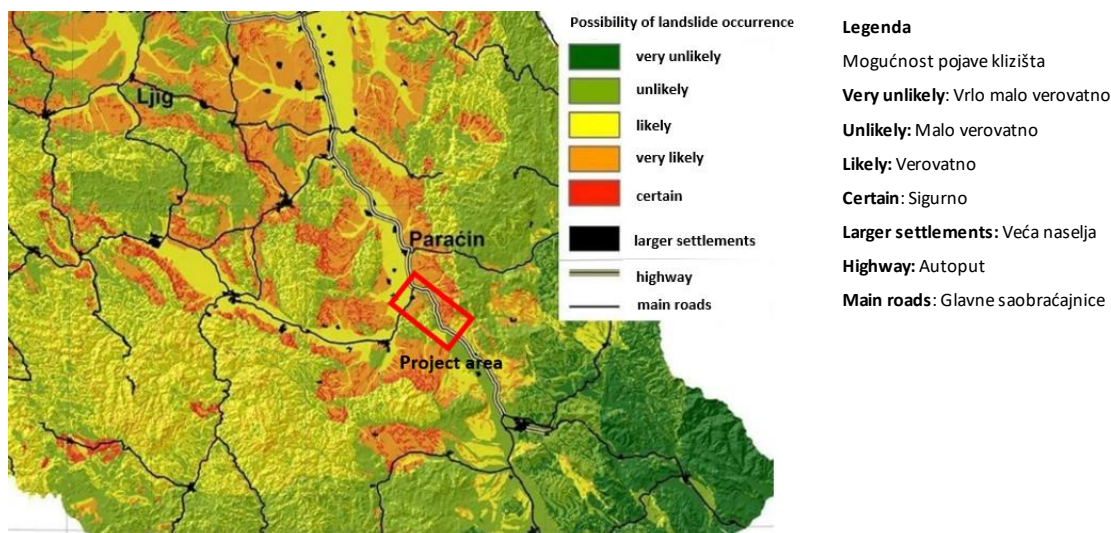 Possibility of landslide occurrence
very unlikely
unlikely
likely
very likely
certain
larger settlements
highway
main roads
Ljig
Paraćin
Project area
Legenda
Mogućnost pojave klizišta
Very unlikely: Vrlo malo verovatno
Unlikely: Malo verovatno
Likely: Verovatno
Certain: Sigurno
Larger settlements: Veća naselja
Highway: Autoput
Main roads: Glavne saobraćajnice